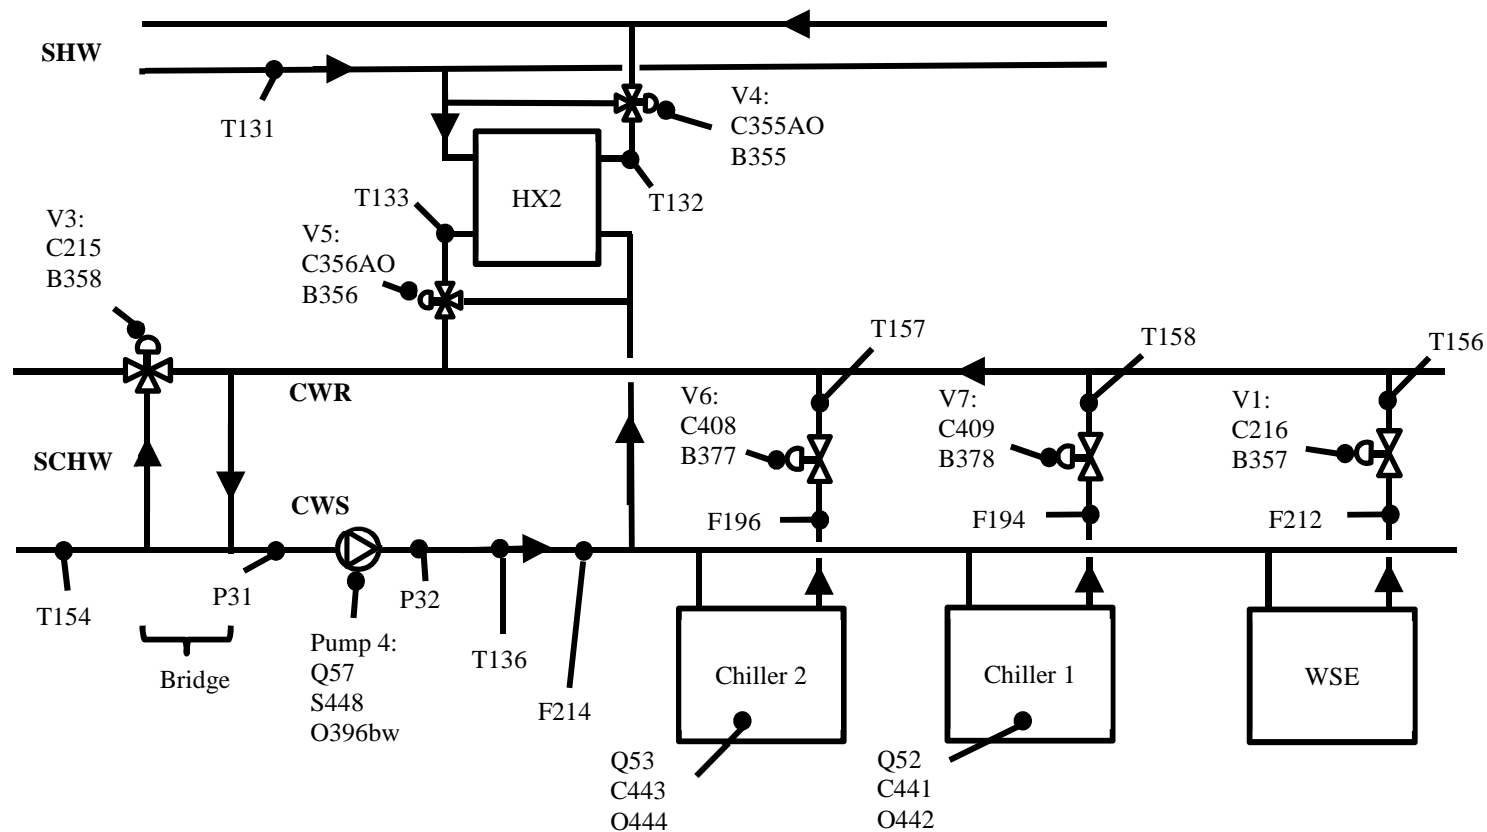 SHW
T131
V4:
C355AO
B355
T133
HX2
T132
V3:
C215
B358
V5:
C356AO
B356
T157
T158
T156
CWR
V6:
C408
B377
V7:
C409
B378
V1:
C216
B357
SCHW
CWS
F196
F194
F212
T154
P31
P32
Bridge
Pump 4:
Q57
S448
O396bw
T136
F214
Chiller 2
Chiller 1
WSE
Q53
C443
O444
Q52
C441
O442